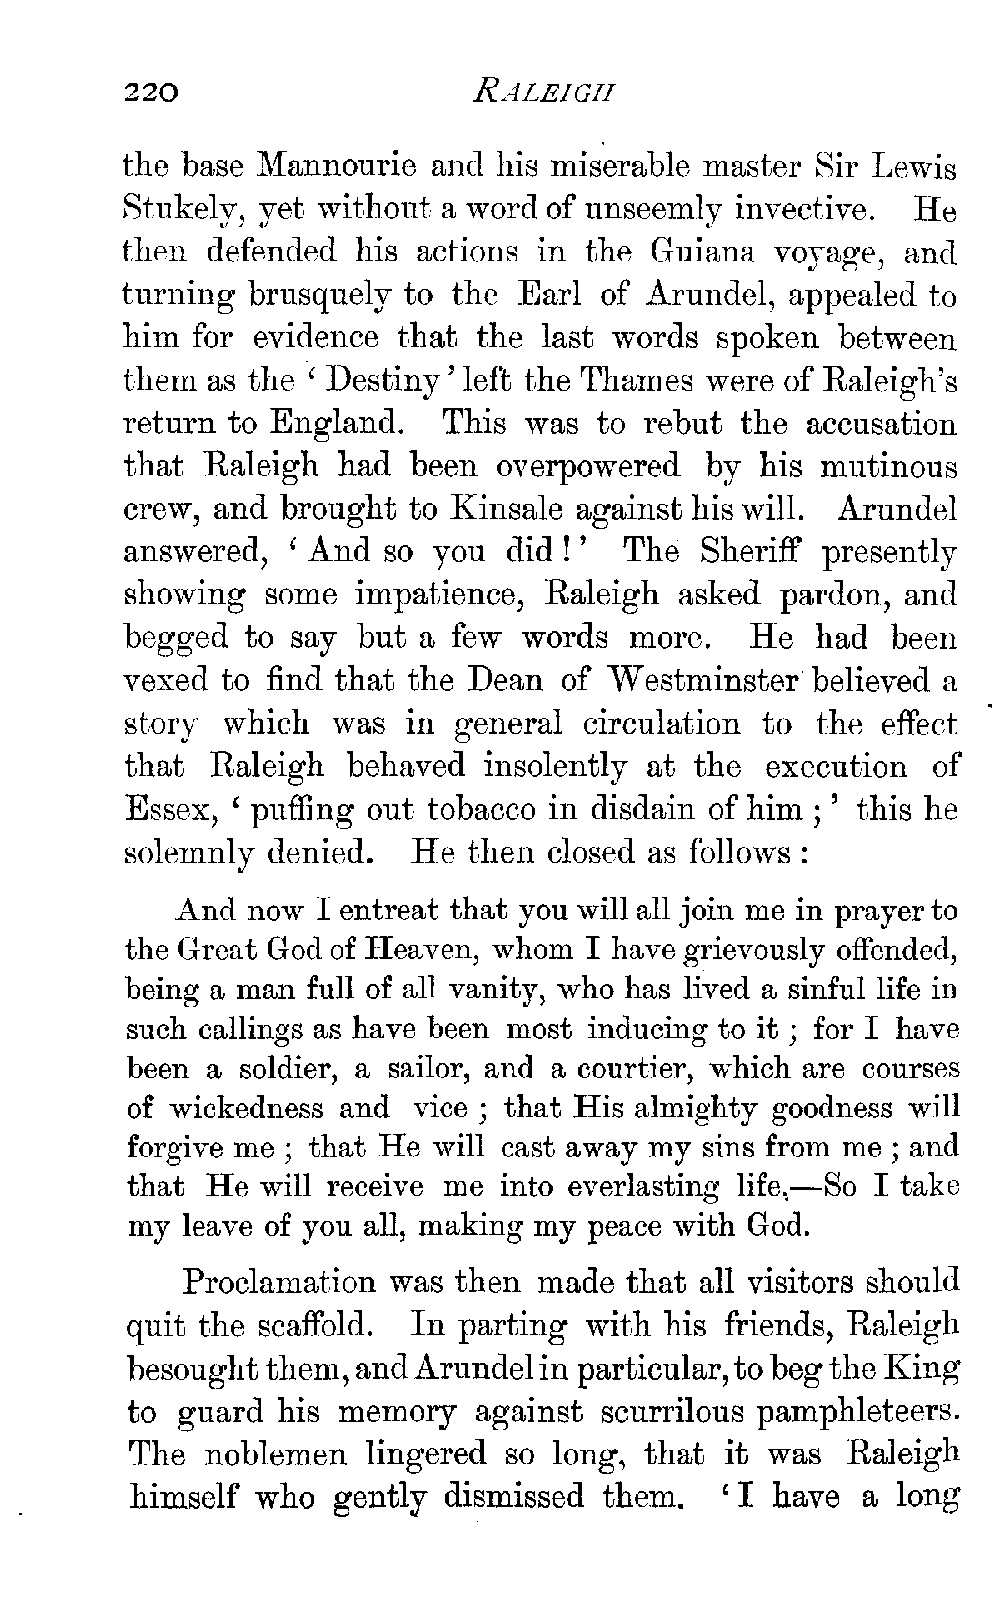 220 RALEIGH
the base Mannourie and his miserable master Sir Lewis
Stukely, yet without a word of unseemly invective. He
then defended his actions in the Guiana voyage, and
turning brusquely to the Earl of Arundel, appealed to
him for evidence that the last words spoken between
them as the ‘ Destiny ’ left the Thames were of Raleigh’s
return to England. This was to rebut the accusation
that Raleigh had been overpowered by his mutinous
crew, and brought to Kinsale against his will. Arundel
answered, ‘ And so you did ! ’ The Sheriff presently
showing some impatience, Raleigh asked pardon, and
begged to say but a few words more. He had been
vexed to find that the Dean of Westminster believed a
story which was in general circulation to the effect
that Raleigh behaved insolently at the execution of
Essex, ‘ puffing out tobacco in disdain of him ; ’ this he
solemnly denied. He then closed as follows :
And now I entreat that you will all join me in prayer to
the Great God of Heaven, whom I have grievously offended,
being a man full of all vanity, who has lived a sinful life in
such callings as have been most inducing to it ; for I have
been a soldier, a sailor, and a courtier, which are courses
of wickedness and vice ; that His almighty goodness will
forgive me ; that He will cast away my sins from me ; and
that He will receive me into everlasting life.—So I take
my leave of you all, making my peace with God.
Proclamation was then made that all visitors should
quit the scaffold. In parting with his friends, Raleigh
besought them, and Arundel in particular, to beg the King
to guard his memory against scurrilous pamphleteers.
The noblemen lingered so long, that it was Raleigh
himself who gently dismissed them. ‘ I have a long